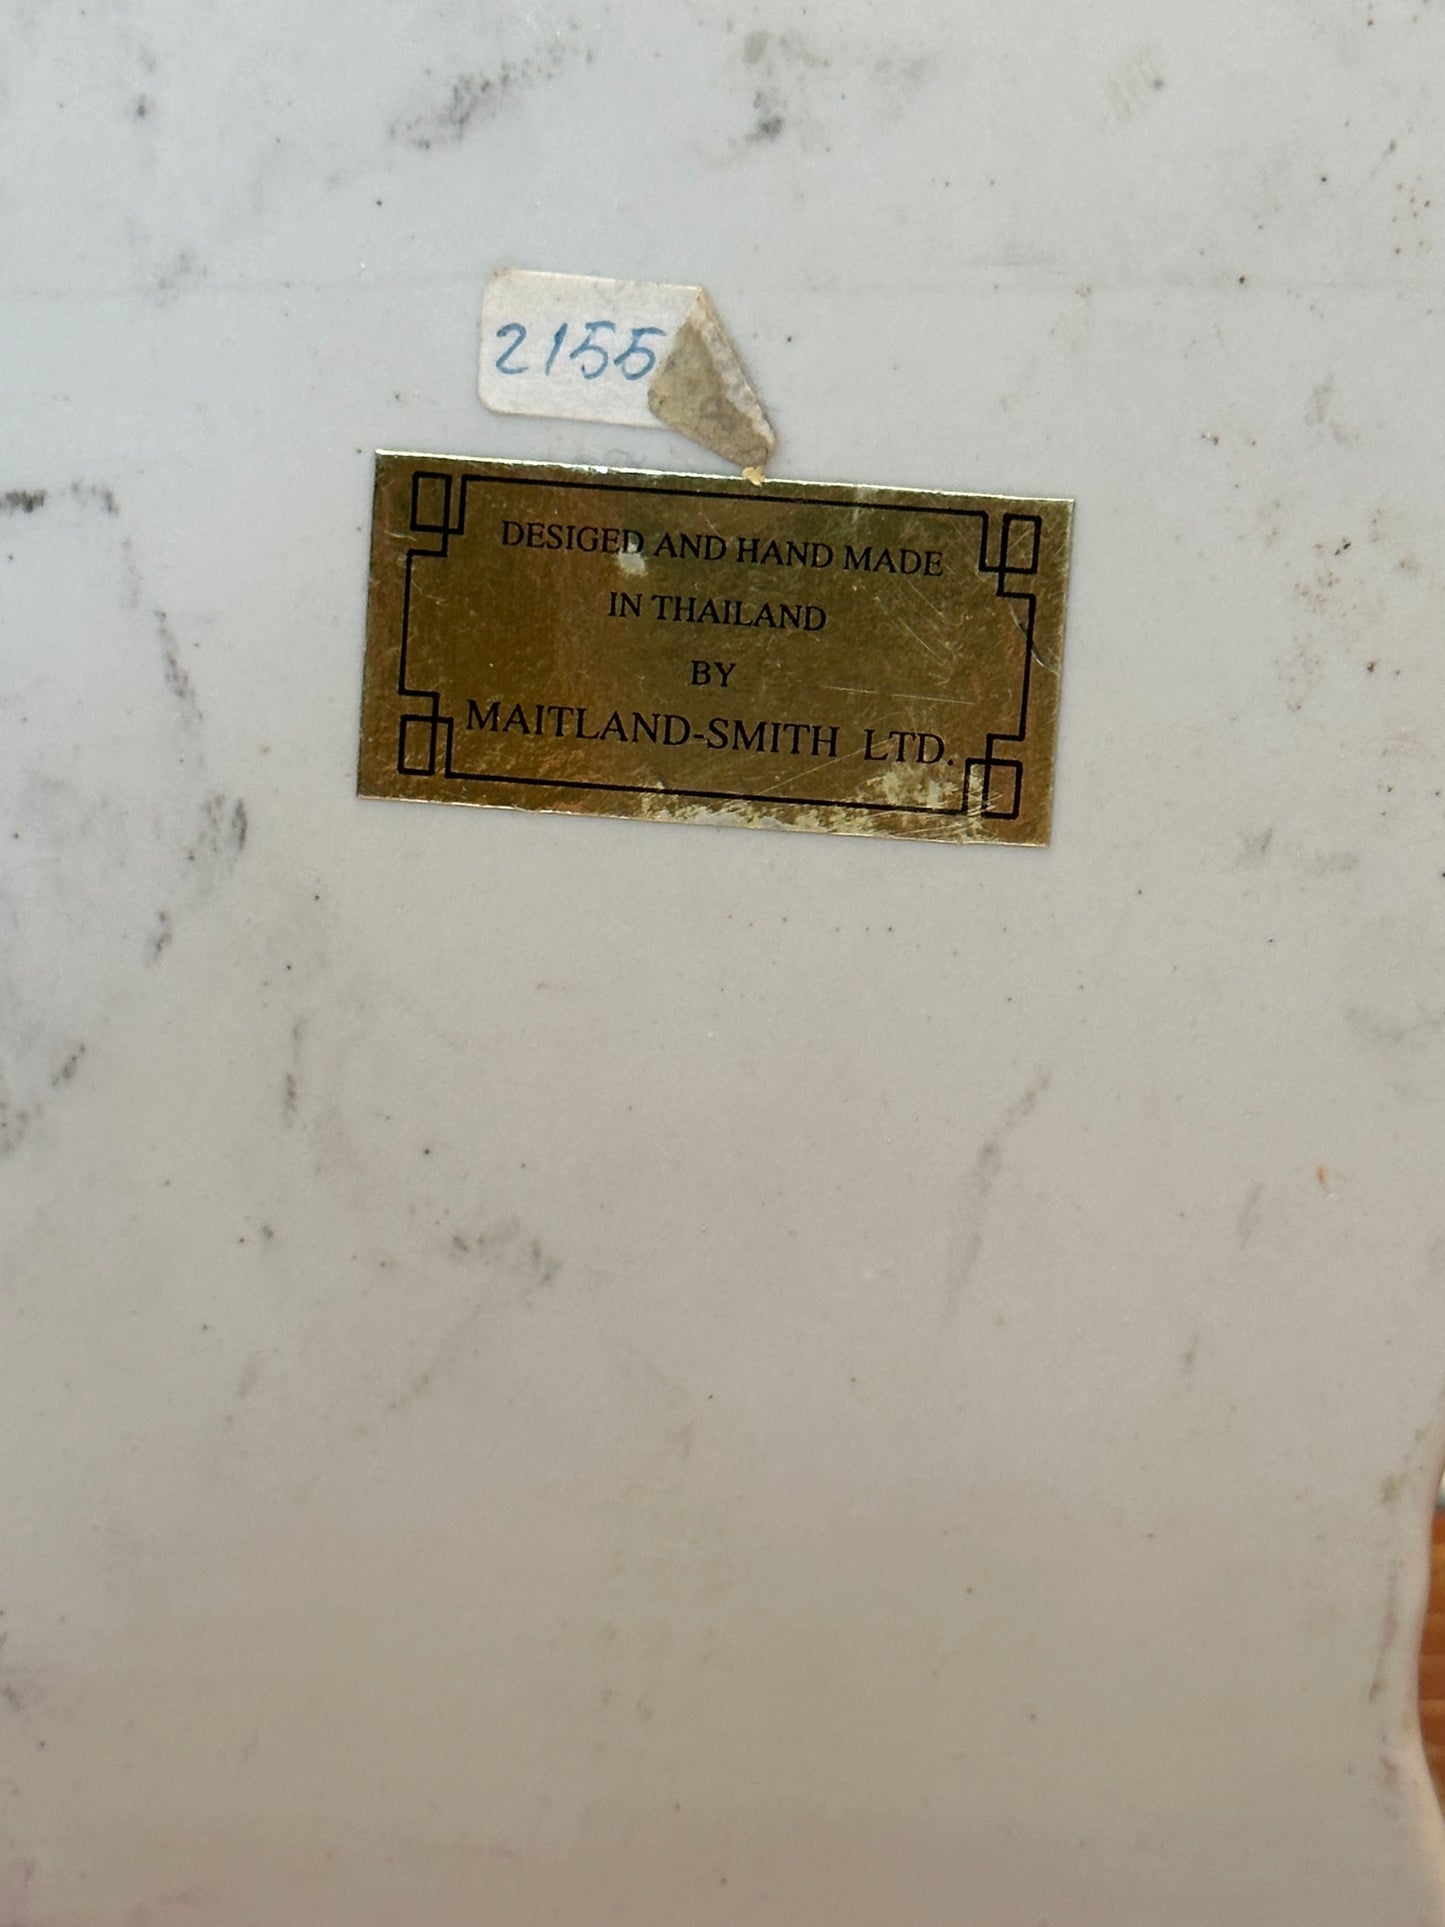 2155
DESIGED AND HAND MADE
IN THAILAND
BY
MAITLAND-SMITH LTD.